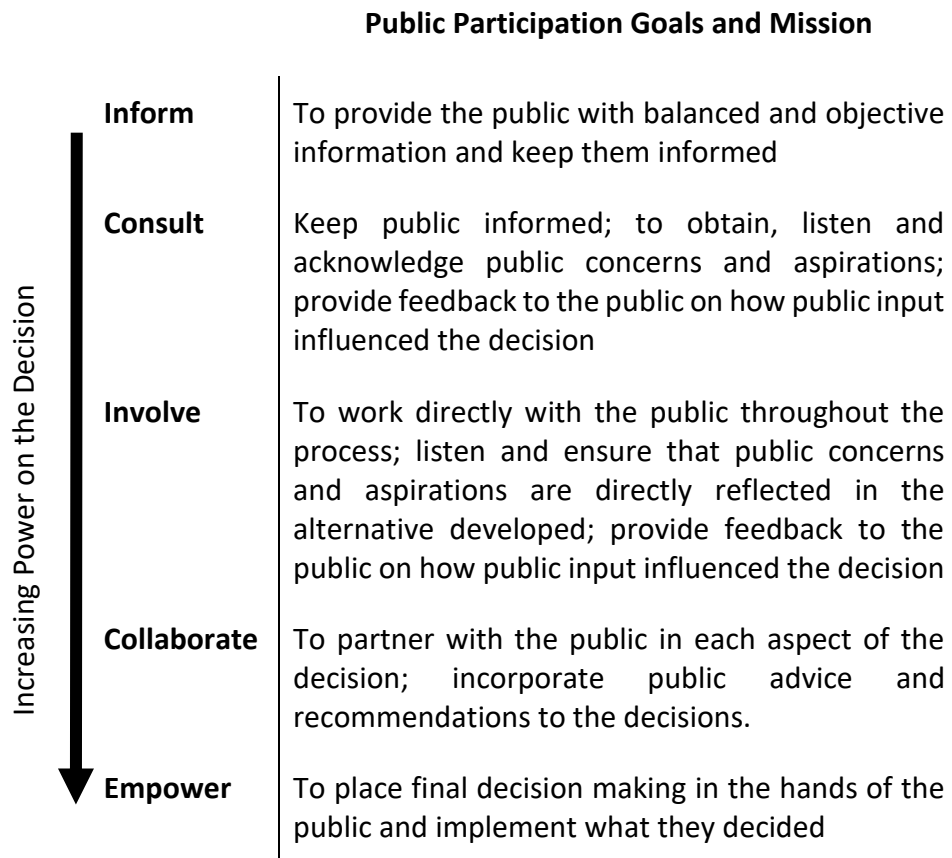 Public Participation Goals and Mission
Increasing Power on the Decision
Inform
To provide the public with balanced and objective
information and keep them informed
Consult
Keep public informed; to obtain, listen and
acknowledge public concerns and aspirations;
provide feedback to the public on how public input
influenced the decision
Involve
To work directly with the public throughout the
process; listen and ensure that public concerns
and aspirations are directly reflected in the
alternative developed; provide feedback to the
public on how public input influenced the decision
Collaborate
To partner with the public in each aspect of the
decision; incorporate public advice and
recommendations to the decisions.
Empower
To place final decision making in the hands of the
public and implement what they decided